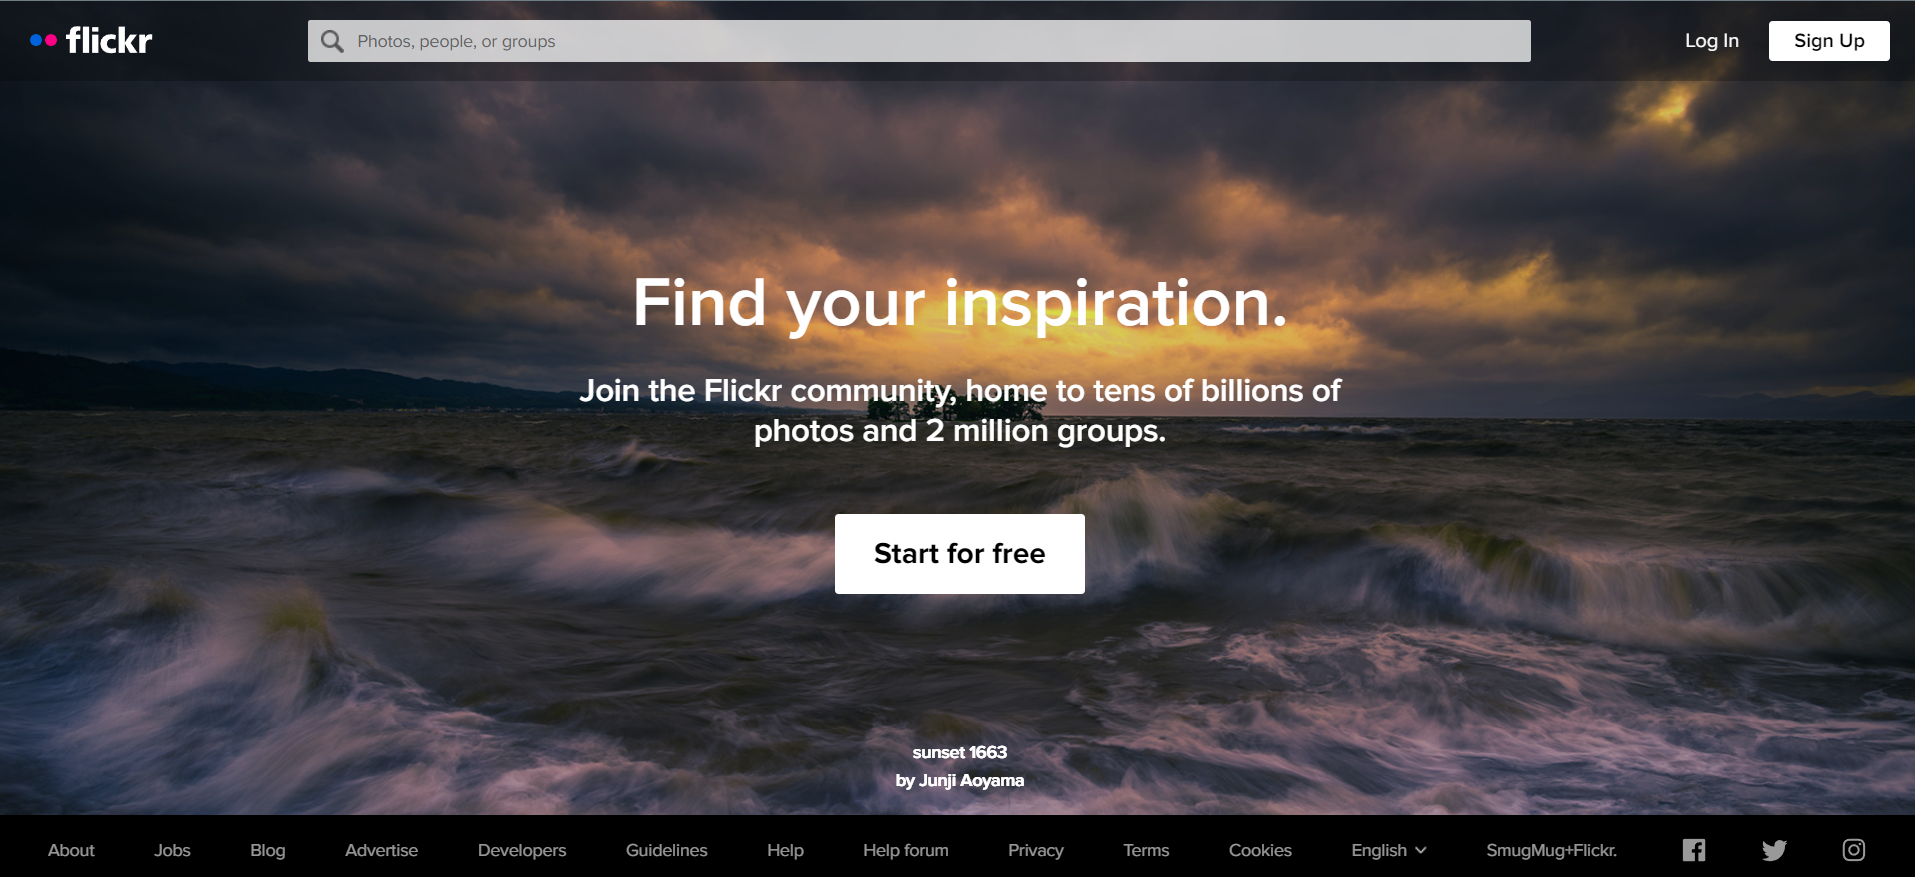 flickr
Photos, people, or groups
Log In
Sign Up
Find your inspiration.
Join the Flickr community, home to tens of billions of
photos and 2 million groups.
Start for free
sunset 1663
by Junji Aoyama
About
Jobs
Blog
Advertise
Developers
Guidelines
Help
Help forum
Privacy
Terms
Cookies
English
SmugMug+Flickr.